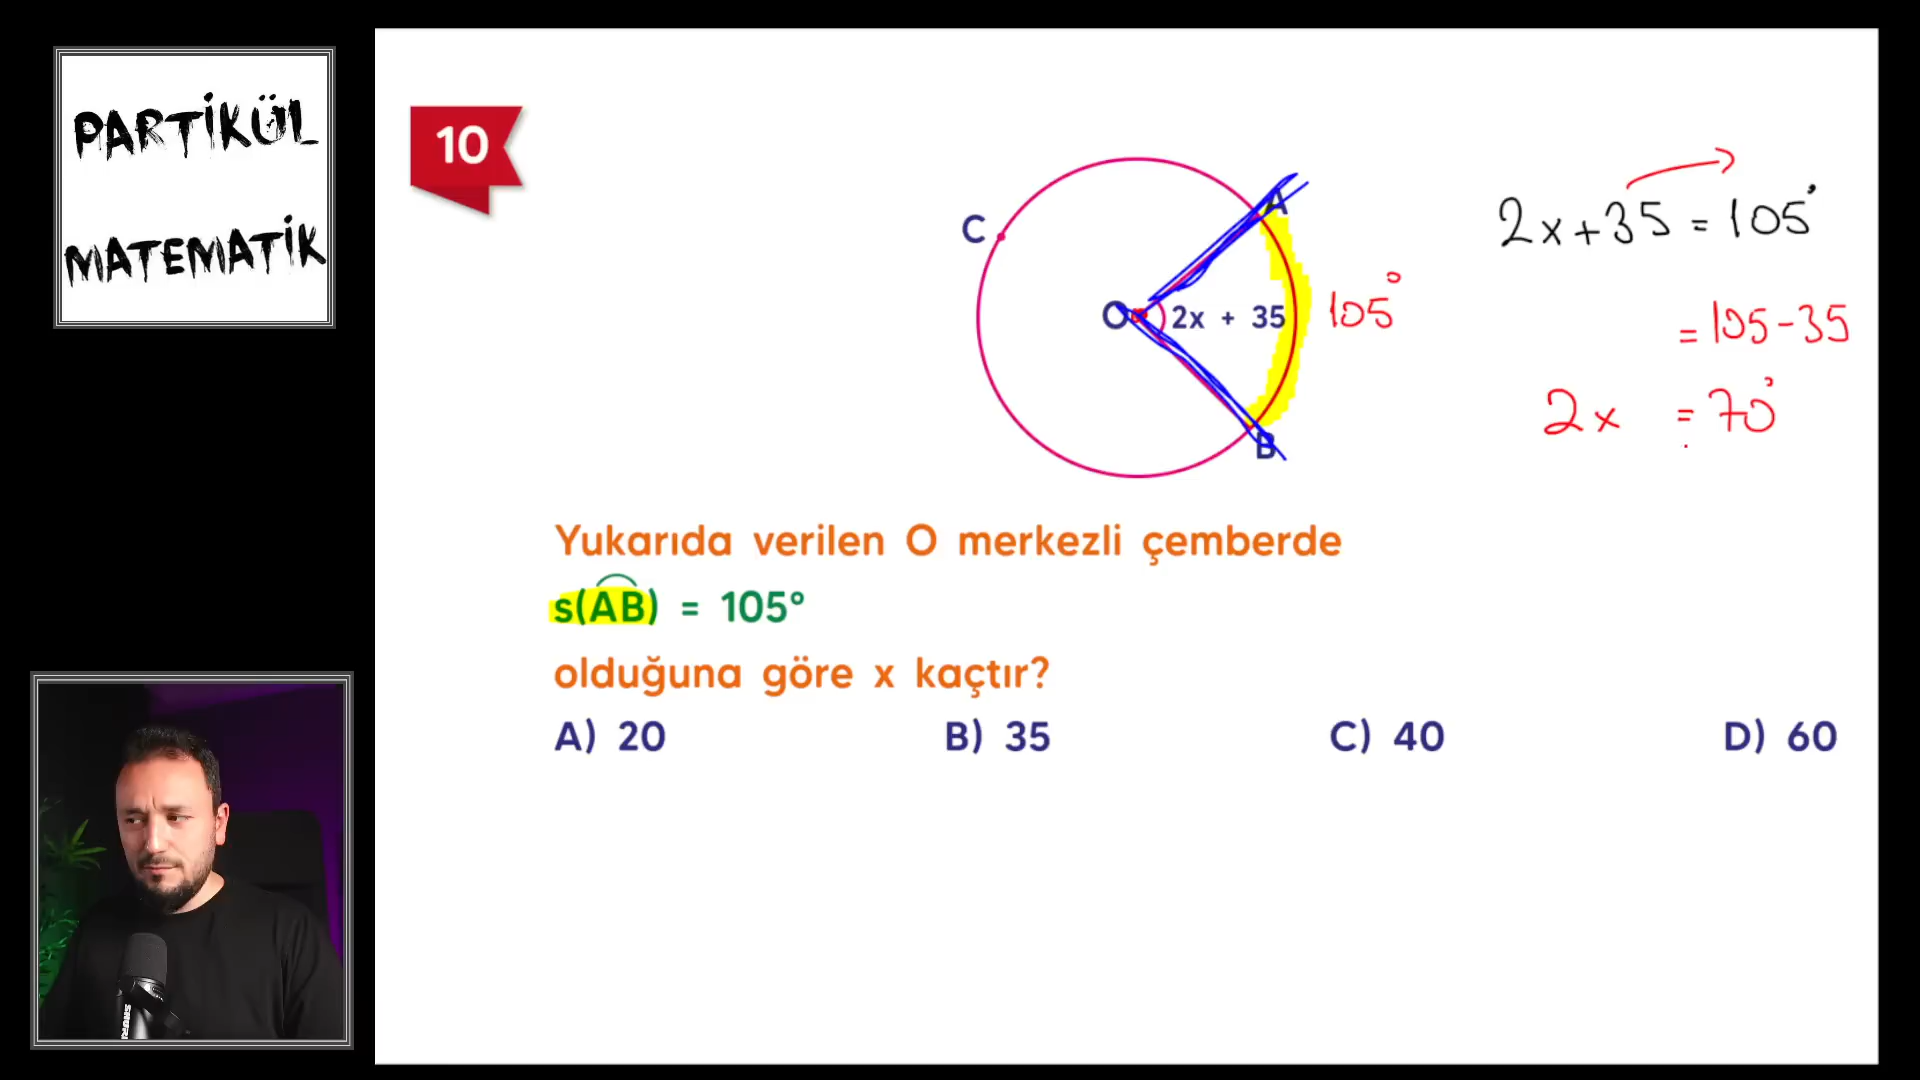 PARTİKÜL
MATEMATİK
10
C
A
O
2x + 35
B
105°
2x+35 = 105°
= 105-35
2x = 70°
Yukarıda verilen O merkezli çemberde
s(AB) = 105°
olduğuna göre x kaçtır?
A) 20 B) 35 C) 40 D) 60